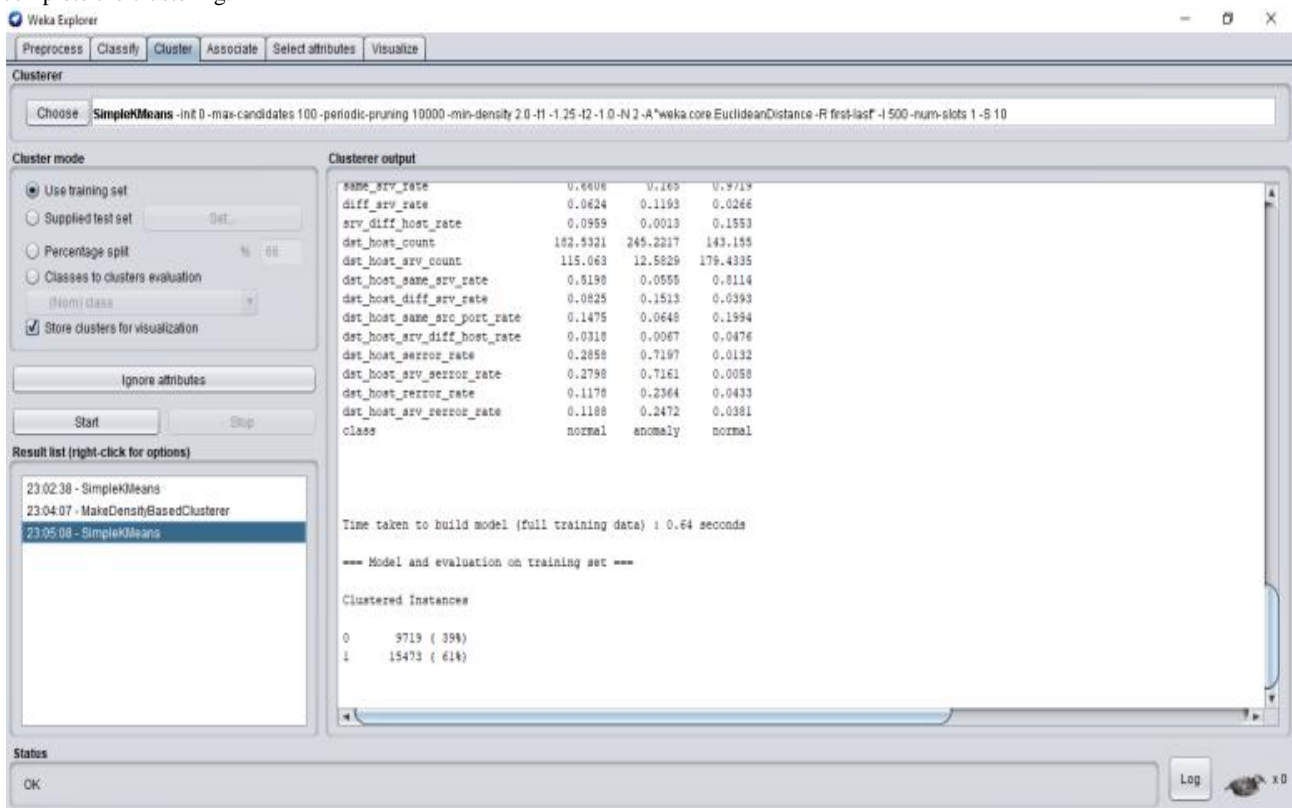 Weka Explorer
Preprocess Classify Cluster Associate Select attributes Visualize
Clusterer
Choose SimpleKMeans -init 0 -max-candidates 100 -periodic-pruning 10000 -min-density 2.0 -t1 -1.25 -t2 -1.0 -N 2 -A "weka.core.EuclideanDistance -R first-last" -I 500 -num-slots 1 -S 10
Cluster mode
Use training set
Supplied test set Set...
Percentage split % 66
Classes to clusters evaluation
(Nom) class
Store clusters for visualization
Ignore attributes
Start Stop
Result list (right-click for options)
23:02:38 - SimpleKMeans
23:04:07 - MakeDensityBasedClusterer
23:05:08 - SimpleKMeans
Clusterer output
same_srv_rate 0.6606 0.165 0.9719
diff_srv_rate 0.0624 0.1193 0.0266
srv_diff_host_rate 0.0959 0.0013 0.1553
dst_host_count 182.5321 245.2217 143.155
dst_host_srv_count 115.063 12.5829 179.4335
dst_host_same_srv_rate 0.5198 0.0555 0.8114
dst_host_diff_srv_rate 0.0825 0.1513 0.0393
dst_host_same_src_port_rate 0.1475 0.0648 0.1994
dst_host_srv_diff_host_rate 0.0318 0.0067 0.0476
dst_host_serror_rate 0.2858 0.7197 0.0132
dst_host_srv_serror_rate 0.2798 0.7161 0.0058
dst_host_rerror_rate 0.1178 0.2364 0.0433
dst_host_srv_rerror_rate 0.1188 0.2472 0.0381
class normal anomaly normal
Time taken to build model (full training data) : 0.64 seconds
=== Model and evaluation on training set ===
Clustered Instances
0 9719 ( 39%)
1 15473 ( 61%)
Status
OK
Log x 0